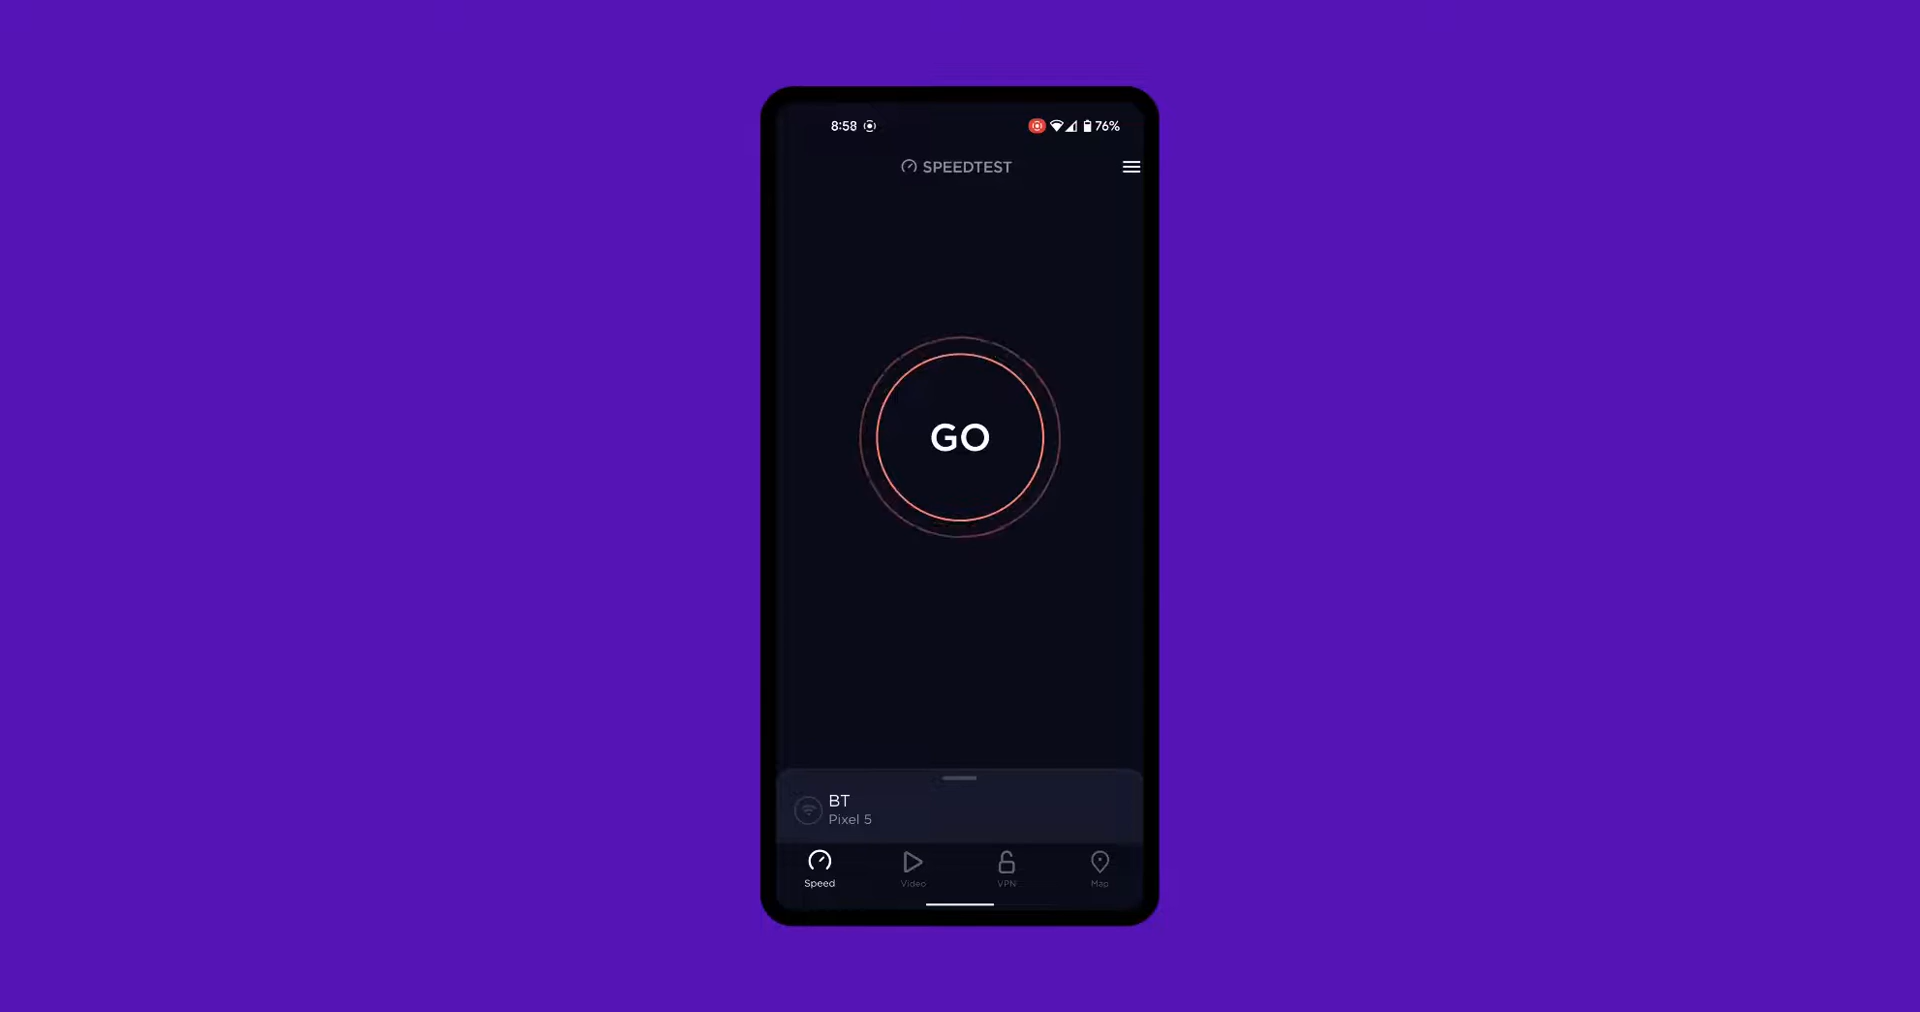 8:58 76%
SPEEDTEST
GO
BT
Pixel 5
Speed Video VPN Map